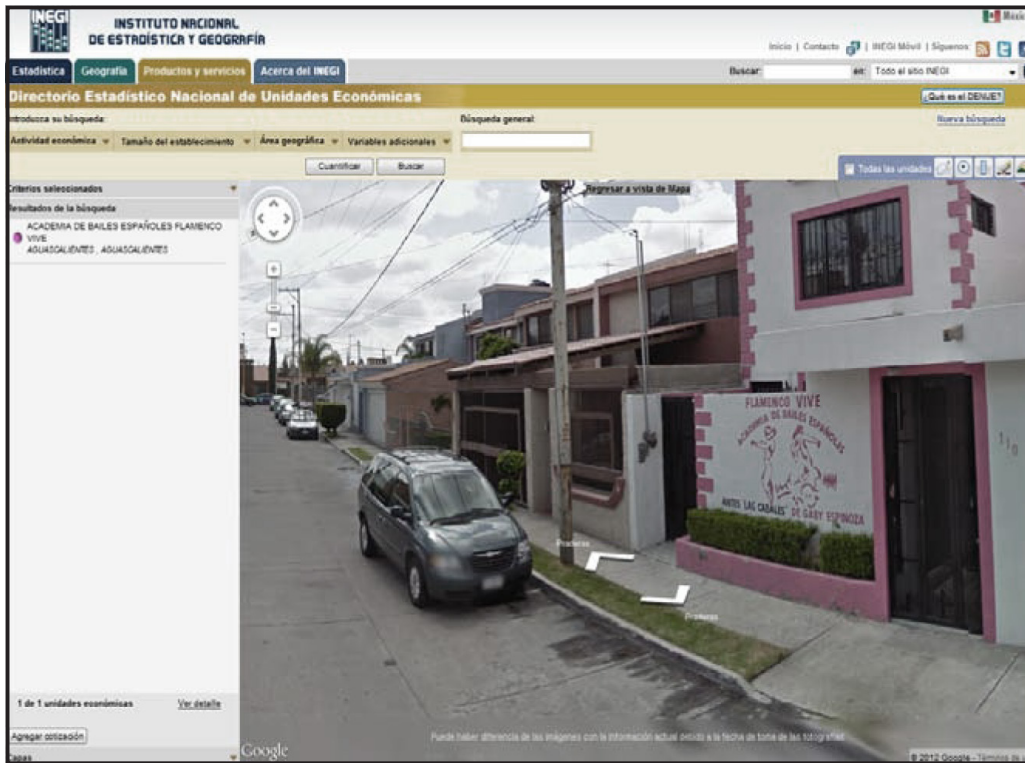 INEGI
INSTITUTO NACIONAL
DE ESTADÍSTICA Y GEOGRAFÍA
Inicio | Contacto | INEGI Móvil | Síguenos:
Estadística Geografía Productos y servicios Acerca del INEGI
Buscar: en: Todo el sitio INEGI
Directorio Estadístico Nacional de Unidades Económicas
¿Qué es el DENUE?
Introduzca su búsqueda: Búsqueda general: Nueva búsqueda
Actividad económica Tamaño del establecimiento Área geográfica Variables adicionales
Cuantificar Buscar
Todas las unidades
Criterios seleccionados
Regresar a vista de Mapa
Resultados de la búsqueda
ACADEMIA DE BAILES ESPAÑOLES FLAMENCO
VIVE
AGUASCALIENTES , AGUASCALIENTES
FLAMENCO VIVE
ACADEMIA DE BAILES ESPAÑOLES
110
ANTES "LAS CABALES" DE GABY ESPINOZA
Praderas
Praderas
1 de 1 unidades económicas Ver detalle
Agregar cotización
Puede haber diferencia de las imágenes con la información actual debido a la fecha de toma de las fotografías
Capas
Google
© 2012 Google - Términos de